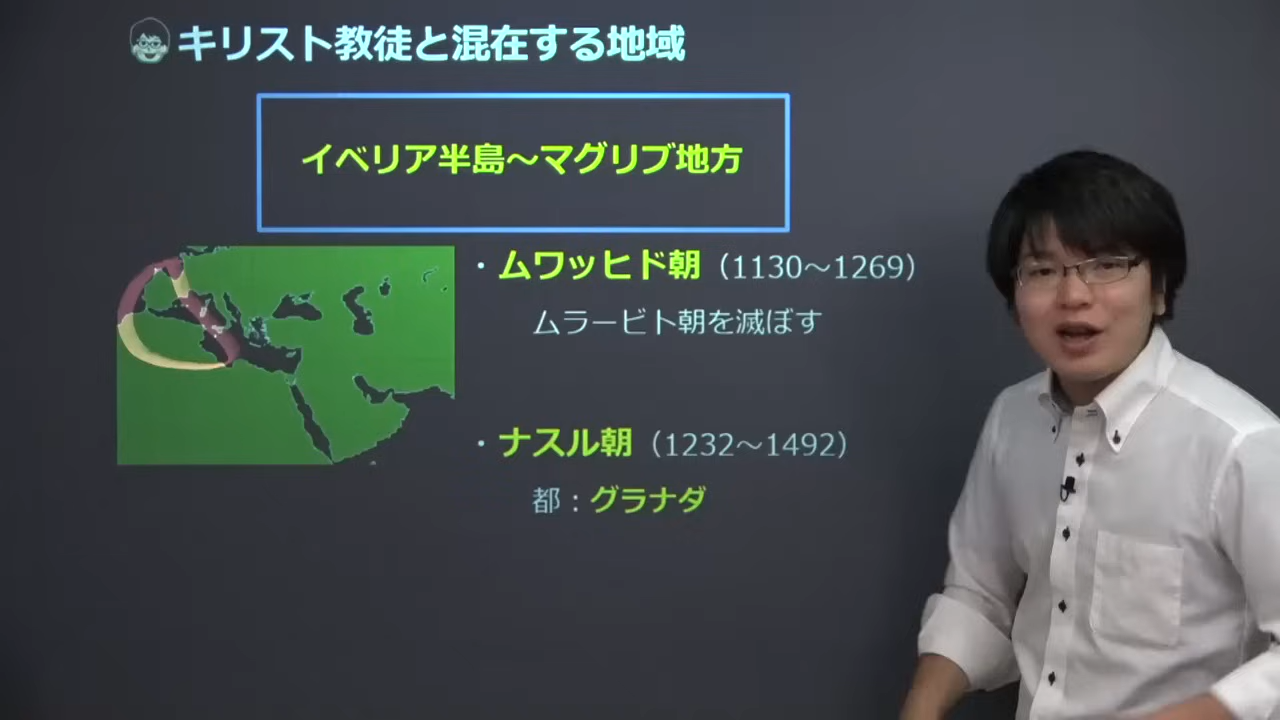 キリスト教徒と混在する地域
イベリア半島～マグリブ地方
・ムワッヒド朝（1130～1269）
ムラービト朝を滅ぼす
・ナスル朝（1232～1492）
都：グラナダ